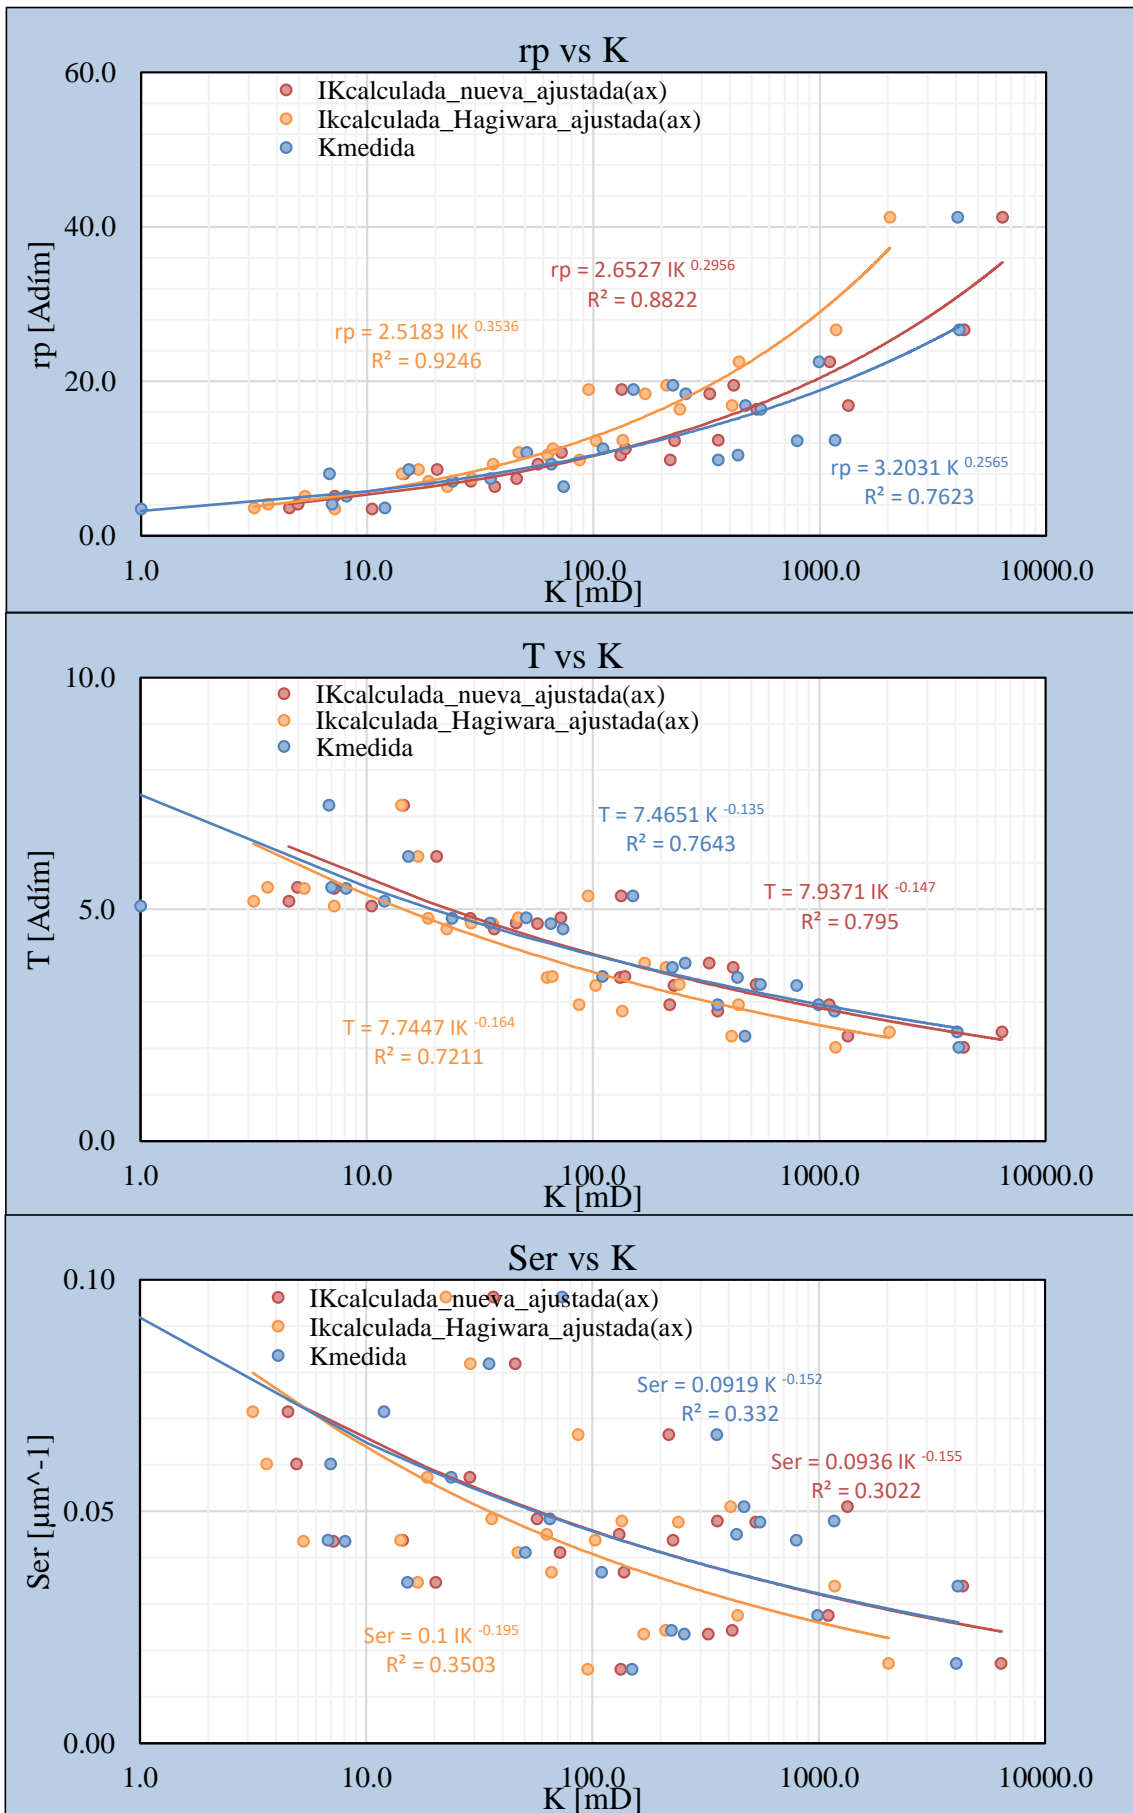 rp vs K
60.0
IKcalculada_nueva_ajustada(ax)
Ikcalculada_Hagiwara_ajustada(ax)
Kmedida
40.0
rp = 2.6527 IK 0.2956
R² = 0.8822
rp = 2.5183 IK 0.3536
R² = 0.9246
rp [Adím]
20.0
rp = 3.2031 K 0.2565
R² = 0.7623
0.0
1.0 10.0 100.0 1000.0 10000.0
K [mD]
T vs K
10.0
IKcalculada_nueva_ajustada(ax)
Ikcalculada_Hagiwara_ajustada(ax)
Kmedida
T = 7.4651 K -0.135
R² = 0.7643
T = 7.9371 IK -0.147
R² = 0.795
T [Adím]
5.0
T = 7.7447 IK -0.164
R² = 0.7211
0.0
1.0 10.0 100.0 1000.0 10000.0
K [mD]
Ser vs K
0.10
IKcalculada_nueva_ajustada(ax)
Ikcalculada_Hagiwara_ajustada(ax)
Kmedida
Ser = 0.0919 K -0.152
R² = 0.332
Ser = 0.0936 IK -0.155
R² = 0.3022
Ser [µm^-1]
0.05
Ser = 0.1 IK -0.195
R² = 0.3503
0.00
1.0 10.0 100.0 1000.0 10000.0
K [mD]